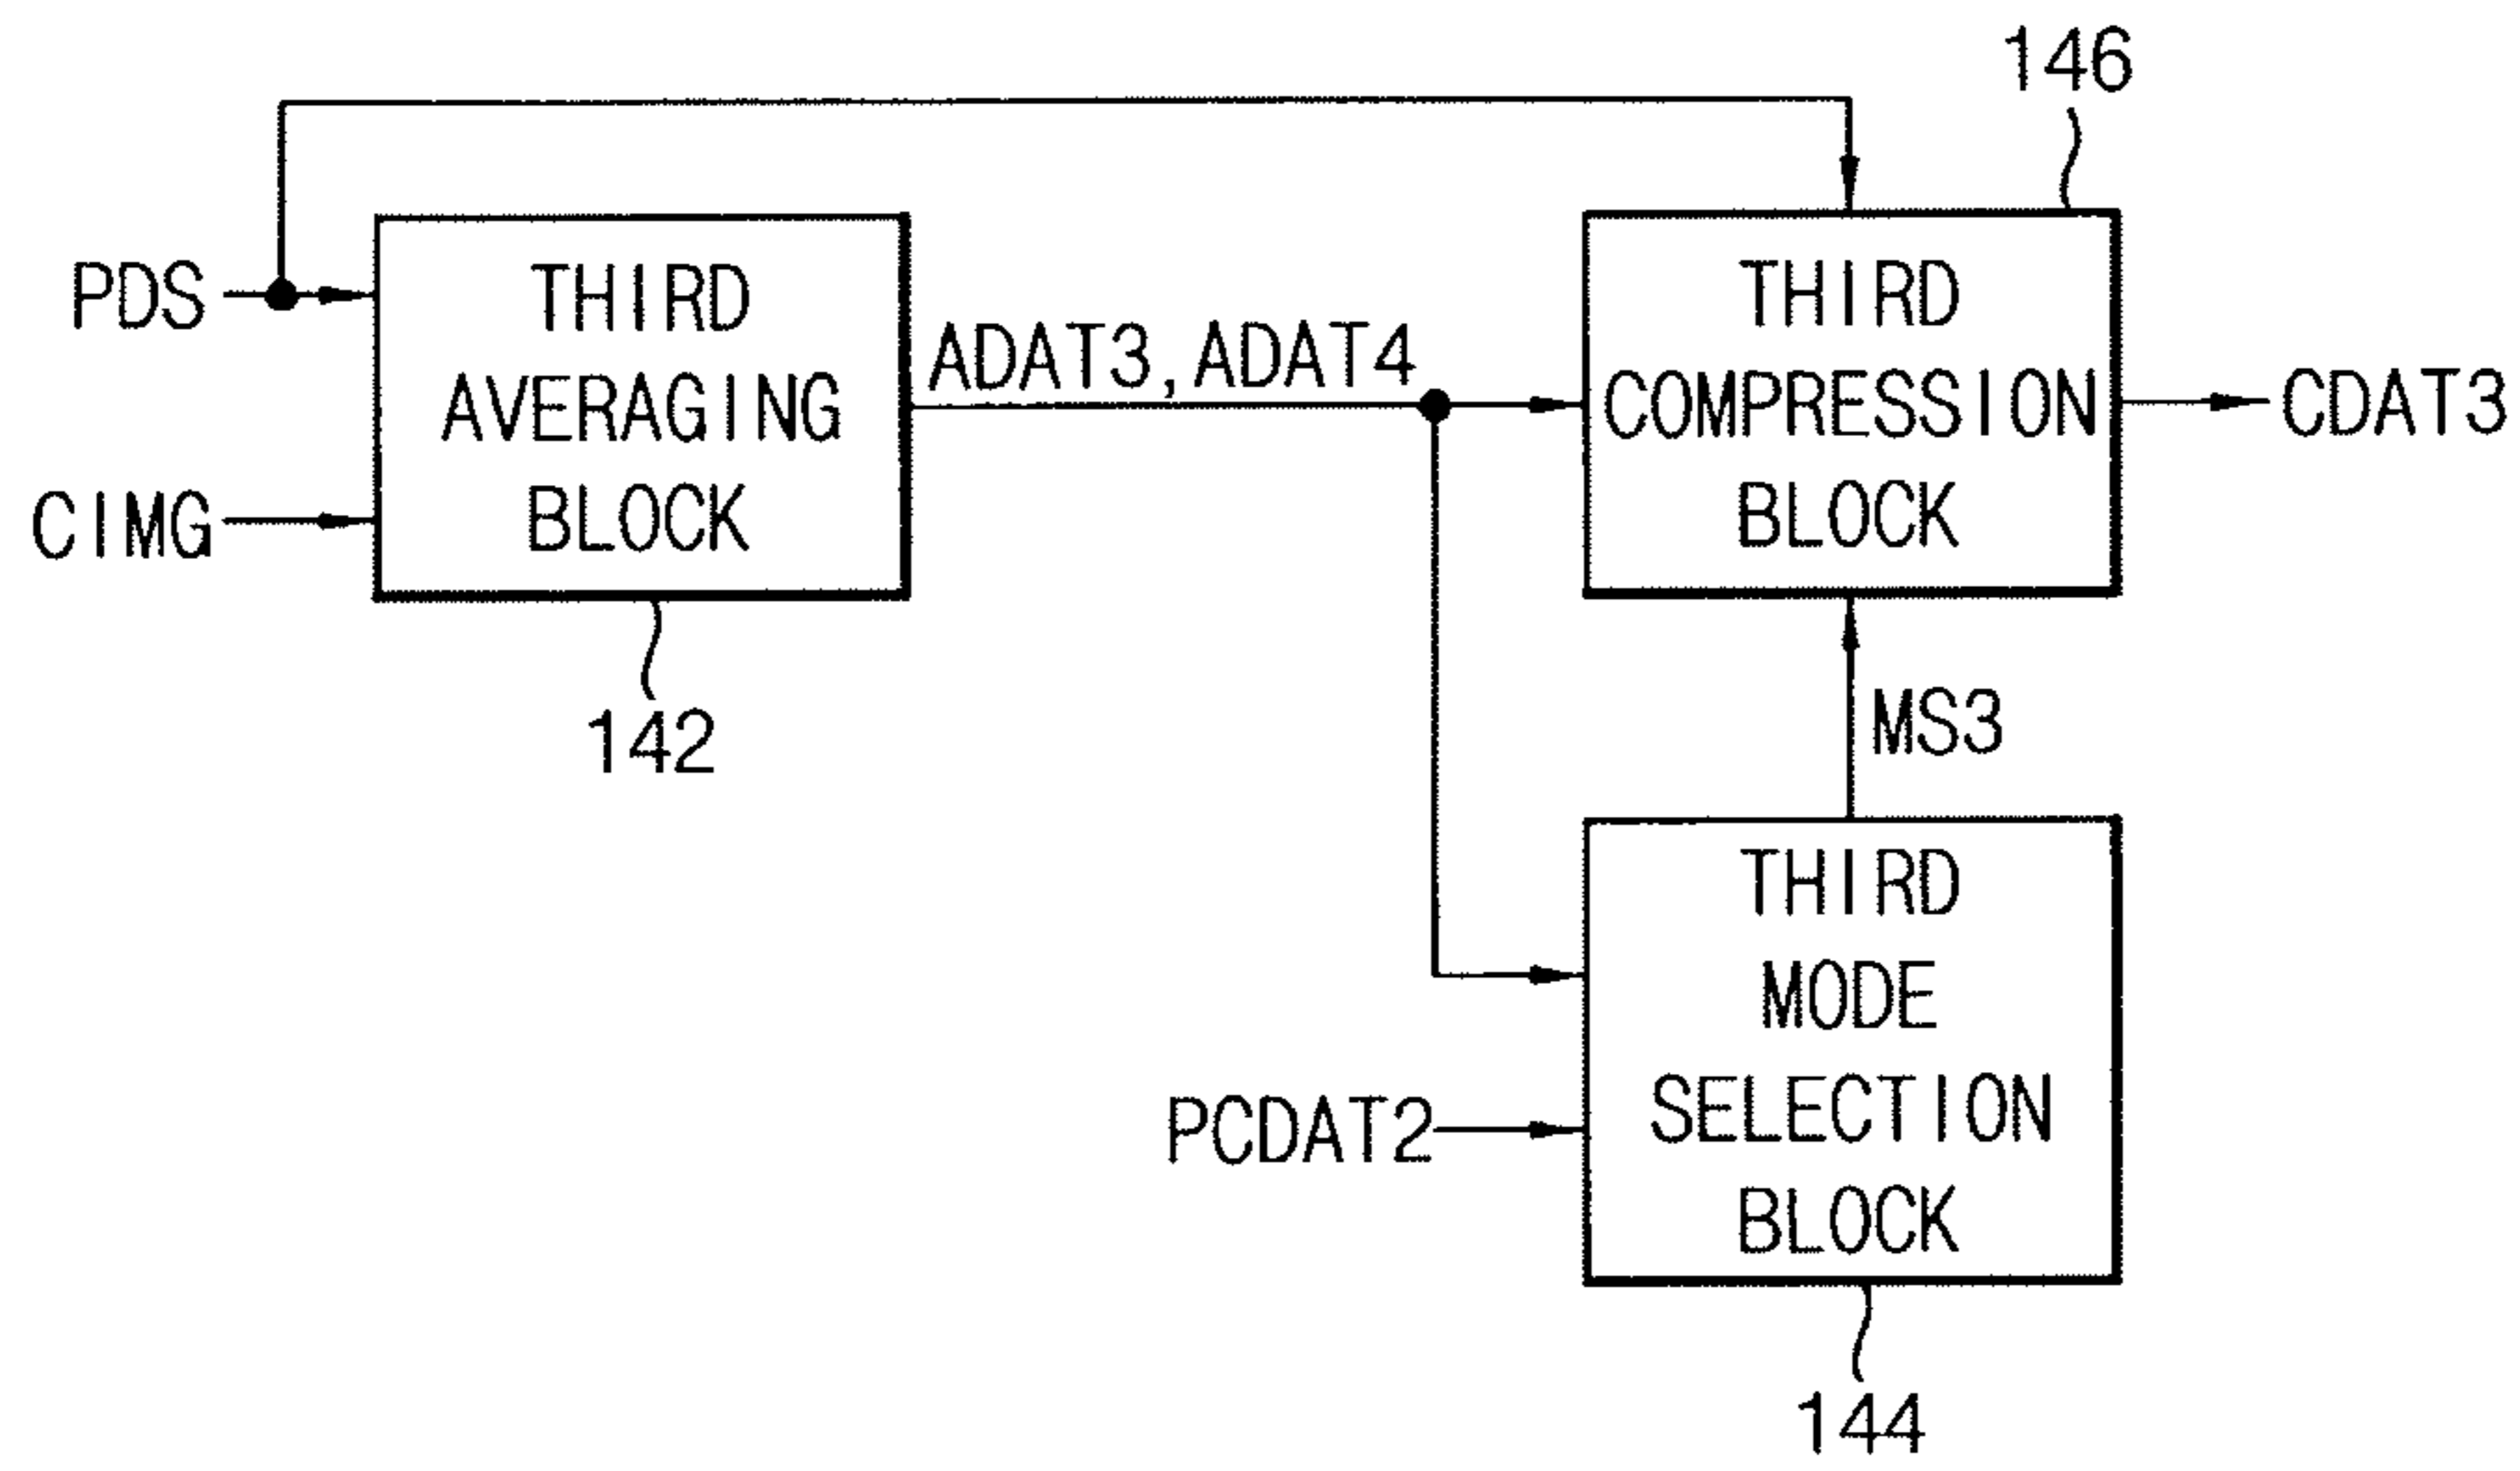 146
PDS
CIMG
THIRD
AVERAGING
BLOCK
142
ADAT3, ADAT4
THIRD
COMPRESSION
BLOCK
CDAT3
MS3
PCDAT2
THIRD
MODE
SELECTION
BLOCK
144